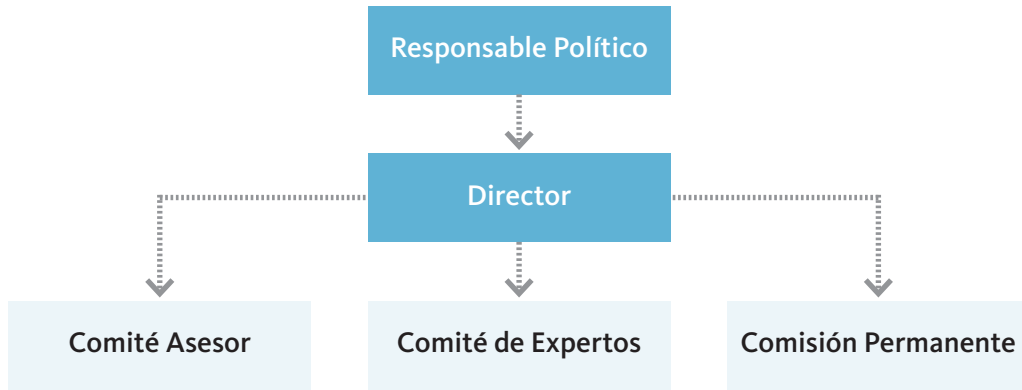 Responsable Político
Director
Comité Asesor
Comité de Expertos
Comisión Permanente